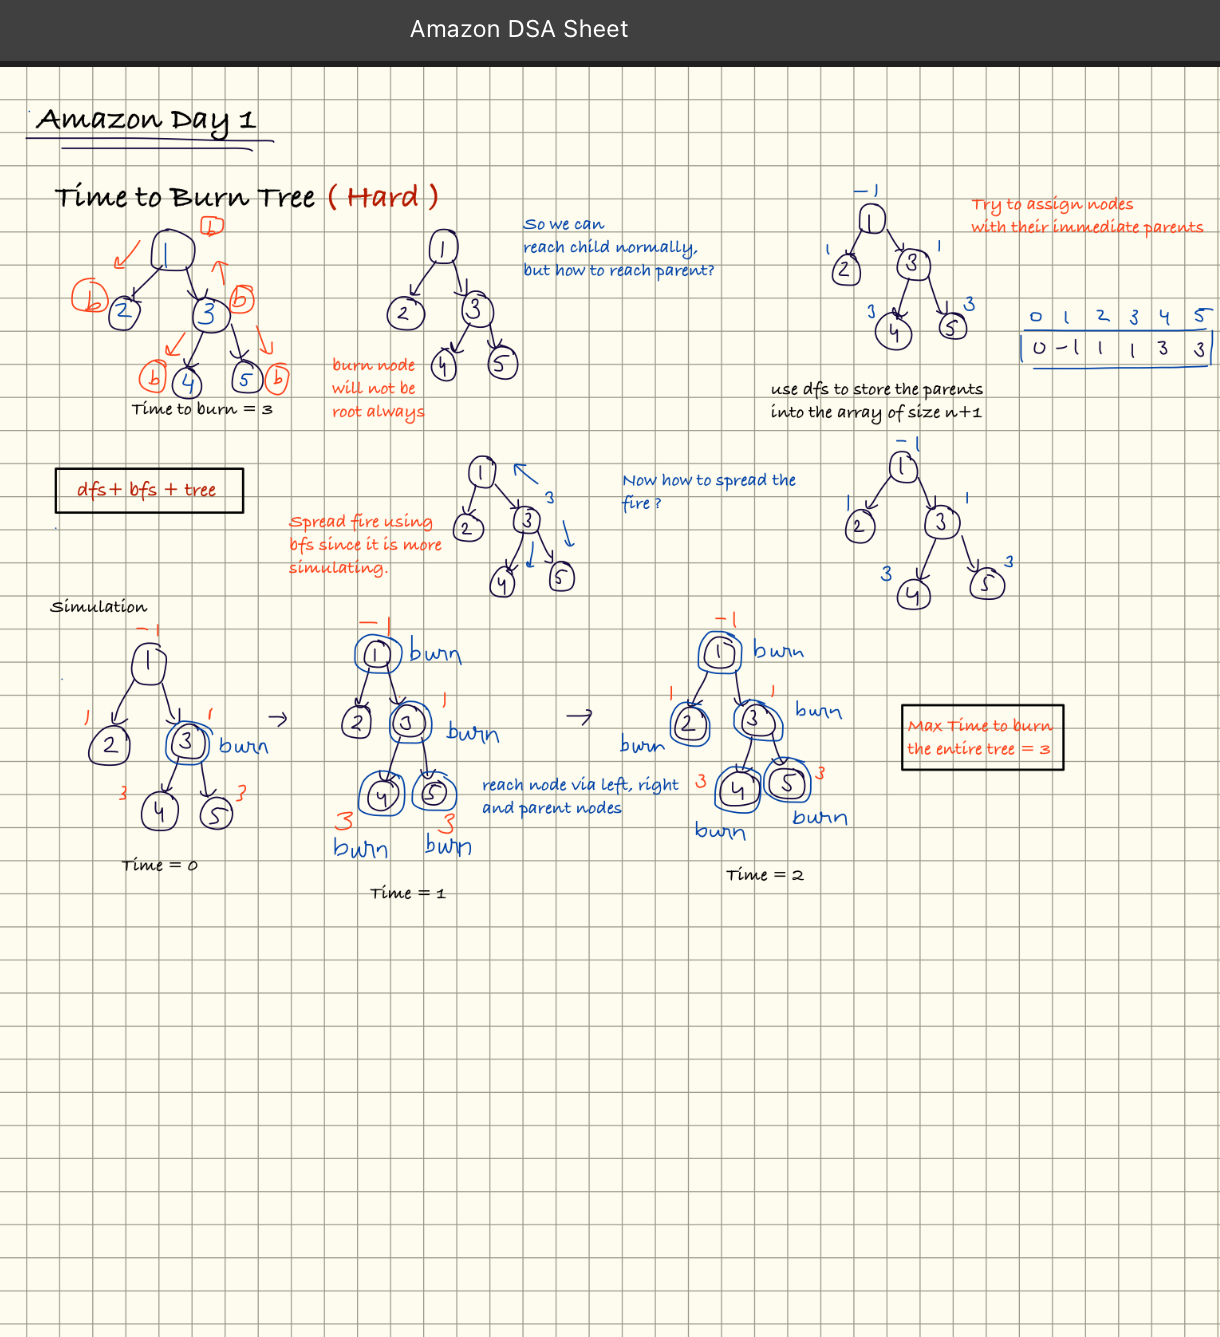 Amazon DSA Sheet
Amazon Day 1
Time to Burn Tree ( Hard )
b
1
b
2
3
b
b
4
5
b
Time to burn = 3
1
2
3
4
5
burn node
will not be
root always
So we can
reach child normally,
but how to reach parent?
-1
1
1
2
3
1
3
4
5
3
Try to assign nodes
with their immediate parents
0 1 2 3 4 5
0 -1 1 1 3 3
use dfs to store the parents
into the array of size n+1
dfs + bfs + tree
Spread fire using
bfs since it is more
simulating.
1
3
2
3
4
5
Now how to spread the
fire ?
-1
1
1
2
3
1
3
4
5
3
Simulation
-1
1
1
2
3
1
burn
3
4
5
3
Time = 0
-1
1
burn
2
3
1
burn
4
5
3
3
burn
burn
reach node via left, right
and parent nodes
Time = 1
-1
1
burn
1
2
3
1
burn
burn
3
4
5
3
burn
burn
Time = 2
Max Time to burn
the entire tree = 3